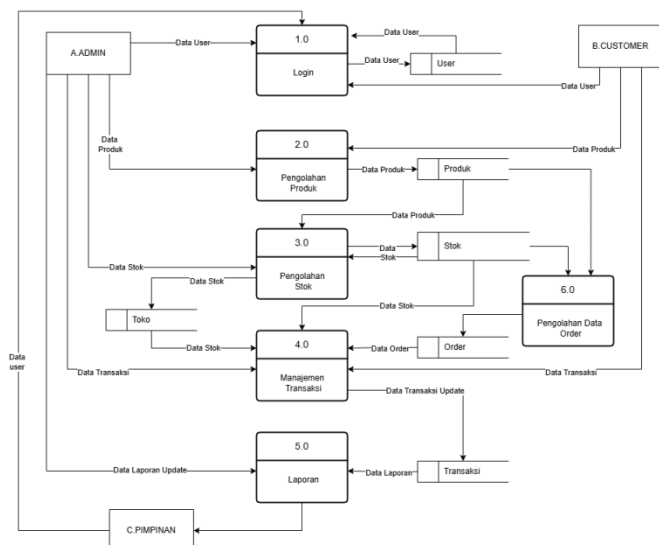 1.0
A.ADMIN
Data User
Data User
B.CUSTOMER
Login
Data User
User
Data User
2.0
Data
Produk
Data Produk
Pengolahan
Produk
Data Produk
Produk
Data Produk
3.0
Data
Stok
Stok
Data Stok
Pengolahan
Stok
Data Stok
6.0
Data Stok
Toko
4.0
Pengolahan Data
Order
Data Stok
Data Order
Order
Data
user
Data Transaksi
Manajemen
Transaksi
Data Transaksi
Data Transaksi Update
5.0
Data Laporan Update
Laporan
Data Laporan
Transaksi
C.PIMPINAN